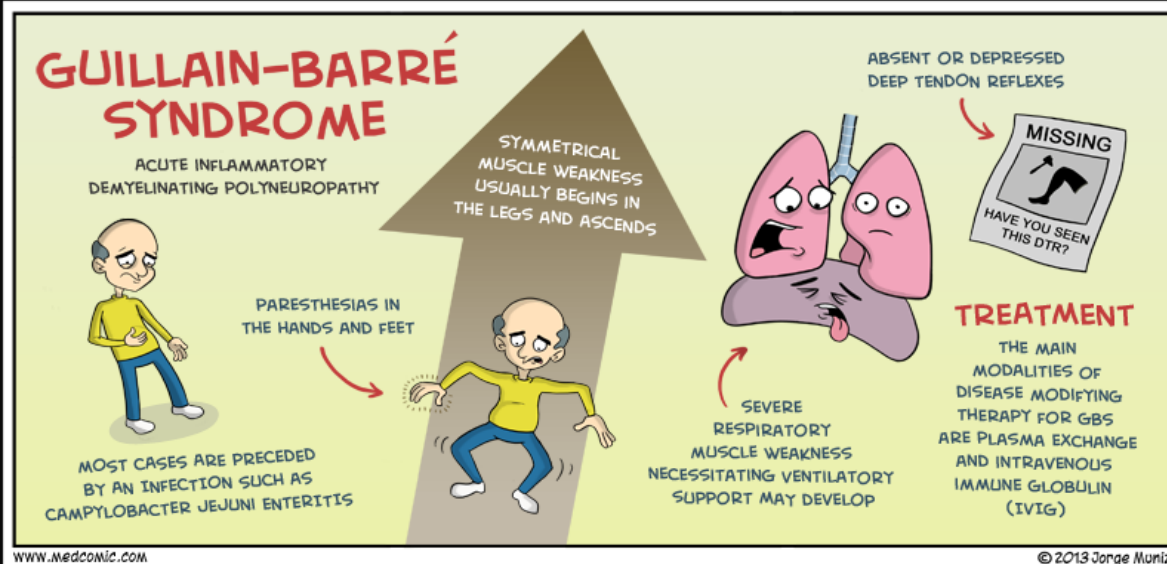 GUILLAIN-BARRÉ
SYNDROME
ACUTE INFLAMMATORY
DEMYELINATING POLYNEUROPATHY
MOST CASES ARE PRECEDED
BY AN INFECTION SUCH AS
CAMPYLOBACTER JEJUNI ENTERITIS
PARESTHESIAS IN
THE HANDS AND FEET
SYMMETRICAL
MUSCLE WEAKNESS
USUALLY BEGINS IN
THE LEGS AND ASCENDS
SEVERE
RESPIRATORY
MUSCLE WEAKNESS
NECESSITATING VENTILATORY
SUPPORT MAY DEVELOP
ABSENT OR DEPRESSED
DEEP TENDON REFLEXES
MISSING
HAVE YOU SEEN
THIS DTR?
TREATMENT
THE MAIN
MODALITIES OF
DISEASE MODIFYING
THERAPY FOR GBS
ARE PLASMA EXCHANGE
AND INTRAVENOUS
IMMUNE GLOBULIN
(IVIG)
www.medcomic.com
© 2013 Jorge Muniz